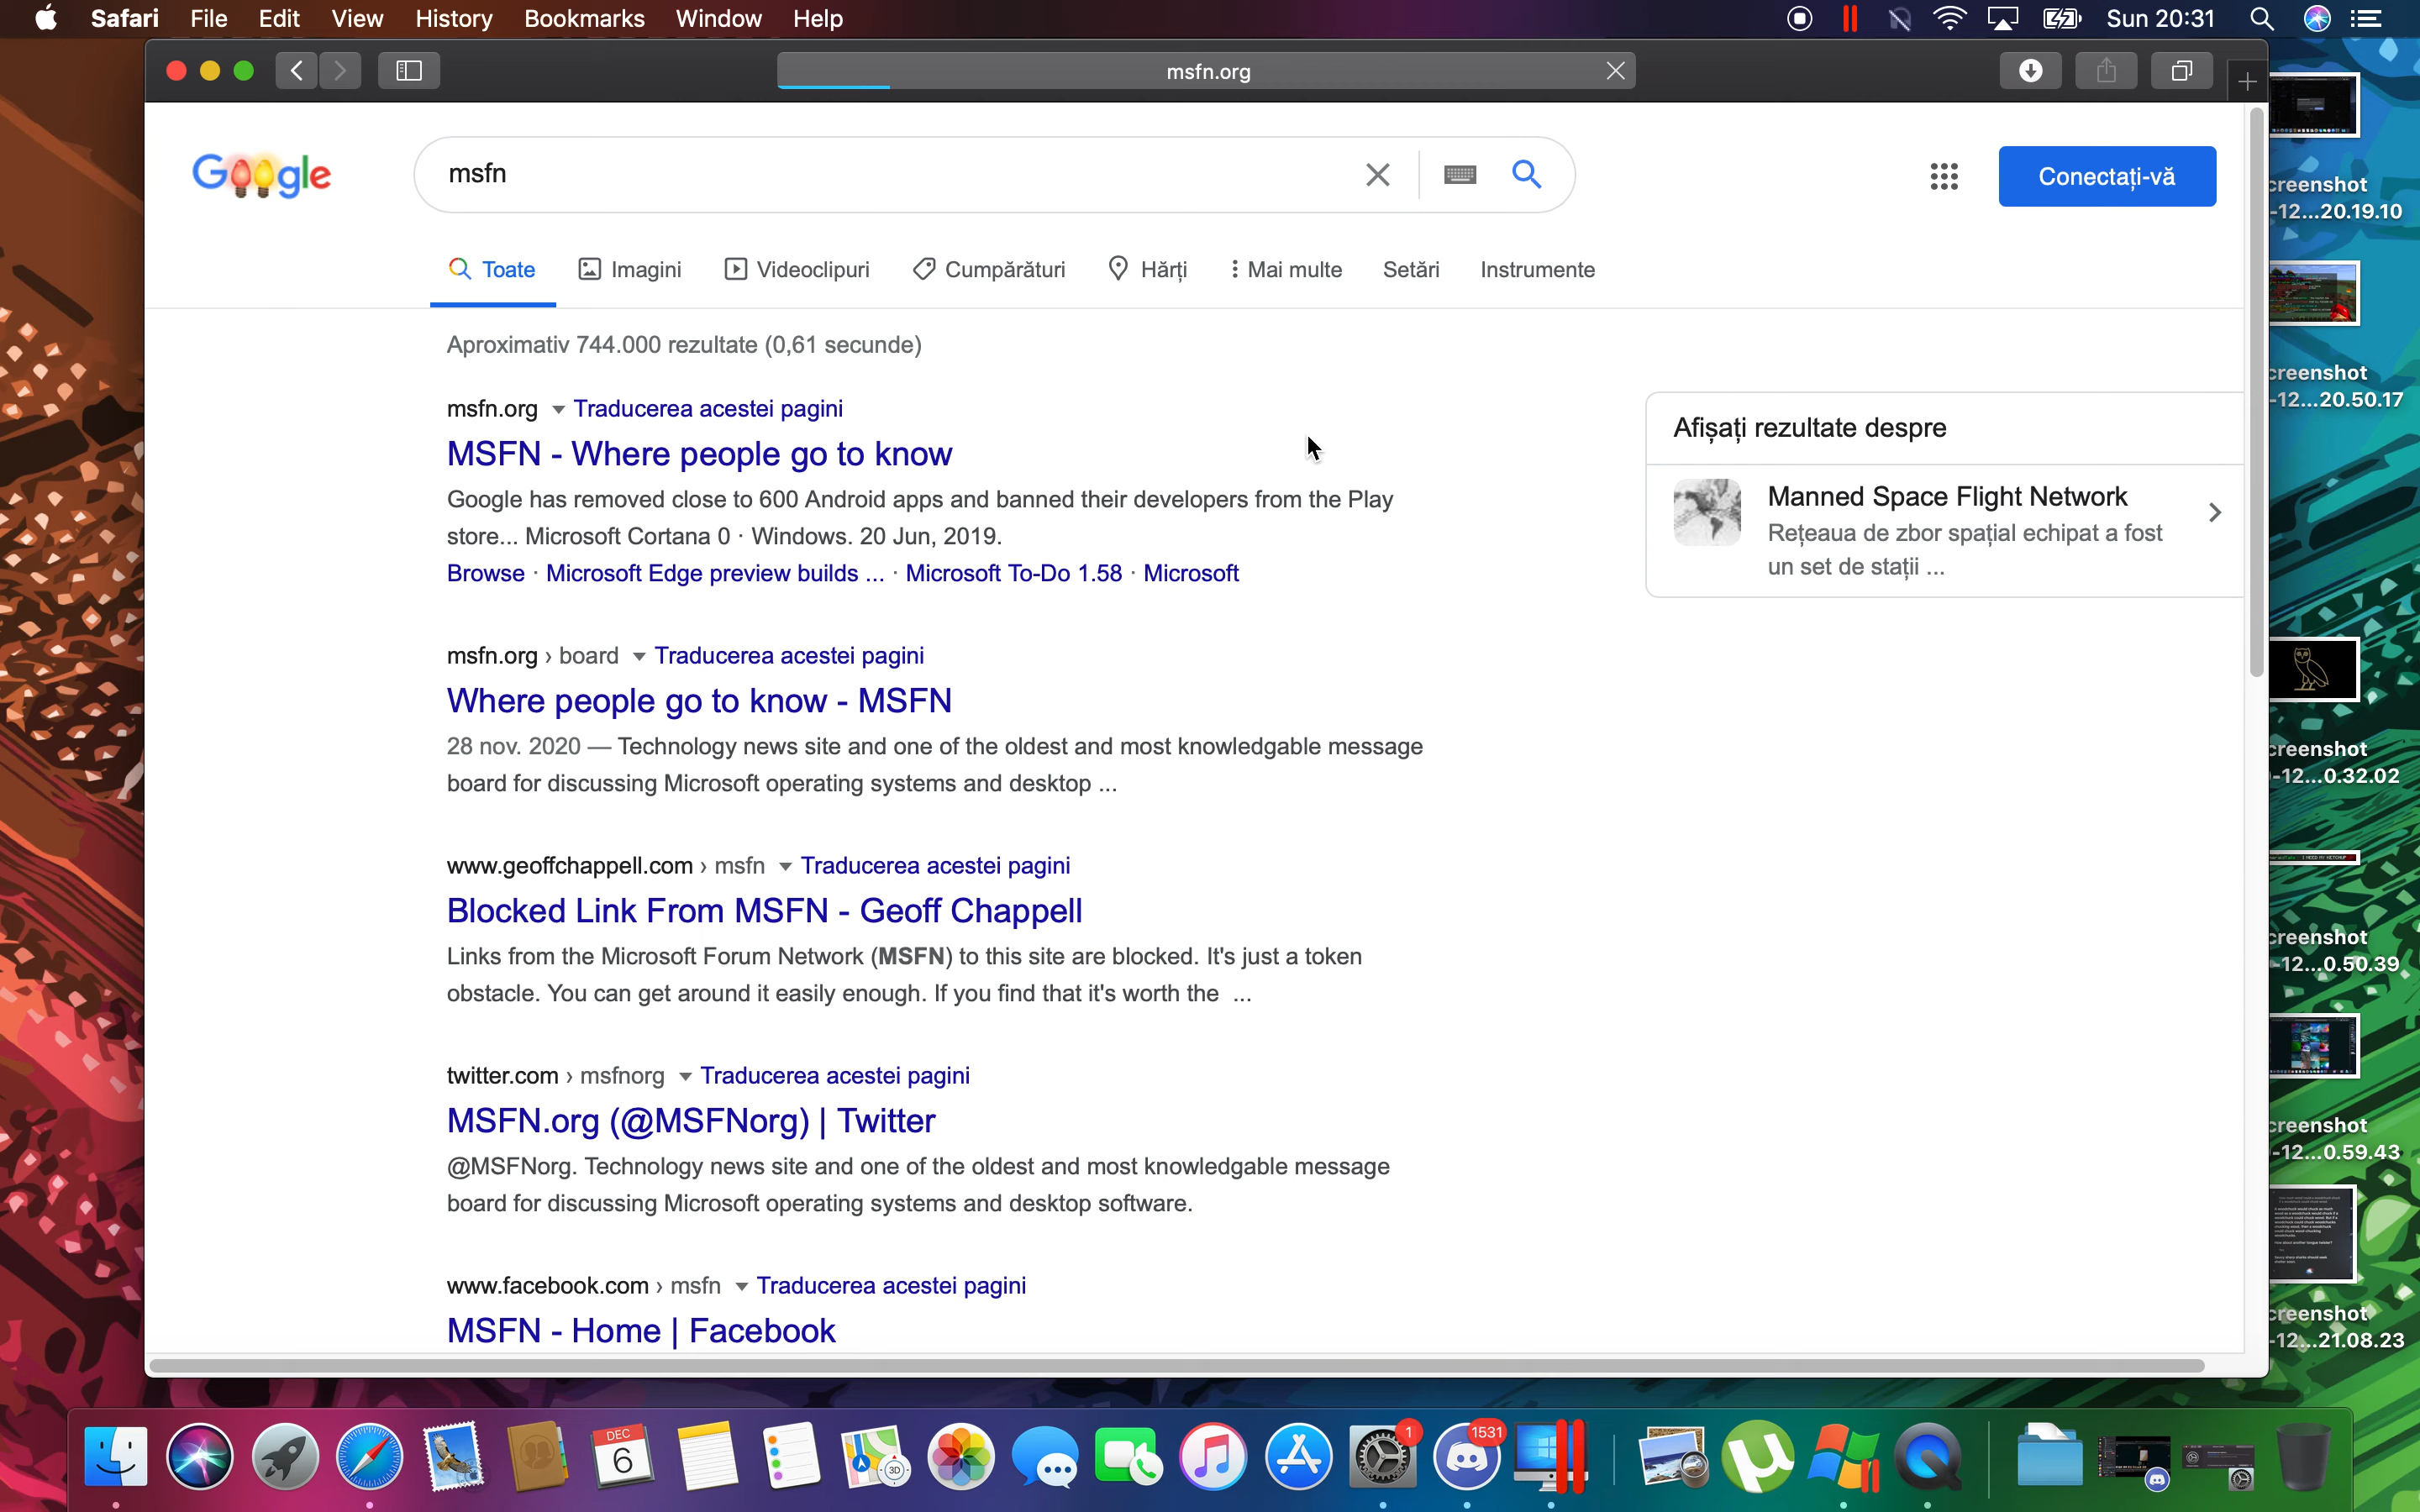 Safari File Edit View History Bookmarks Window Help Sun 20:31
msfn.org
Google msfn Conectați-vă
Toate Imagini Videoclipuri Cumpărături Hărți Mai multe Setări Instrumente
Aproximativ 744.000 rezultate (0,61 secunde)
msfn.org Traducerea acestei pagini
MSFN - Where people go to know
Google has removed close to 600 Android apps and banned their developers from the Play
store... Microsoft Cortana 0 · Windows. 20 Jun, 2019.
Browse · Microsoft Edge preview builds ... · Microsoft To-Do 1.58 · Microsoft
msfn.org › board Traducerea acestei pagini
Where people go to know - MSFN
28 nov. 2020 — Technology news site and one of the oldest and most knowledgable message
board for discussing Microsoft operating systems and desktop ...
www.geoffchappell.com › msfn Traducerea acestei pagini
Blocked Link From MSFN - Geoff Chappell
Links from the Microsoft Forum Network (MSFN) to this site are blocked. It's just a token
obstacle. You can get around it easily enough. If you find that it's worth the ...
twitter.com › msfnorg Traducerea acestei pagini
MSFN.org (@MSFNorg) | Twitter
@MSFNorg. Technology news site and one of the oldest and most knowledgable message
board for discussing Microsoft operating systems and desktop software.
www.facebook.com › msfn Traducerea acestei pagini
MSFN - Home | Facebook
Afișați rezultate despre
Manned Space Flight Network
Rețeaua de zbor spațial echipat a fost
un set de stații ...
creenshot
-12...20.19.10
creenshot
-12...20.50.17
creenshot
-12...0.32.02
creenshot
-12...0.50.39
creenshot
-12...0.59.43
creenshot
-12...21.08.23
DEC
6
3D
1
1531